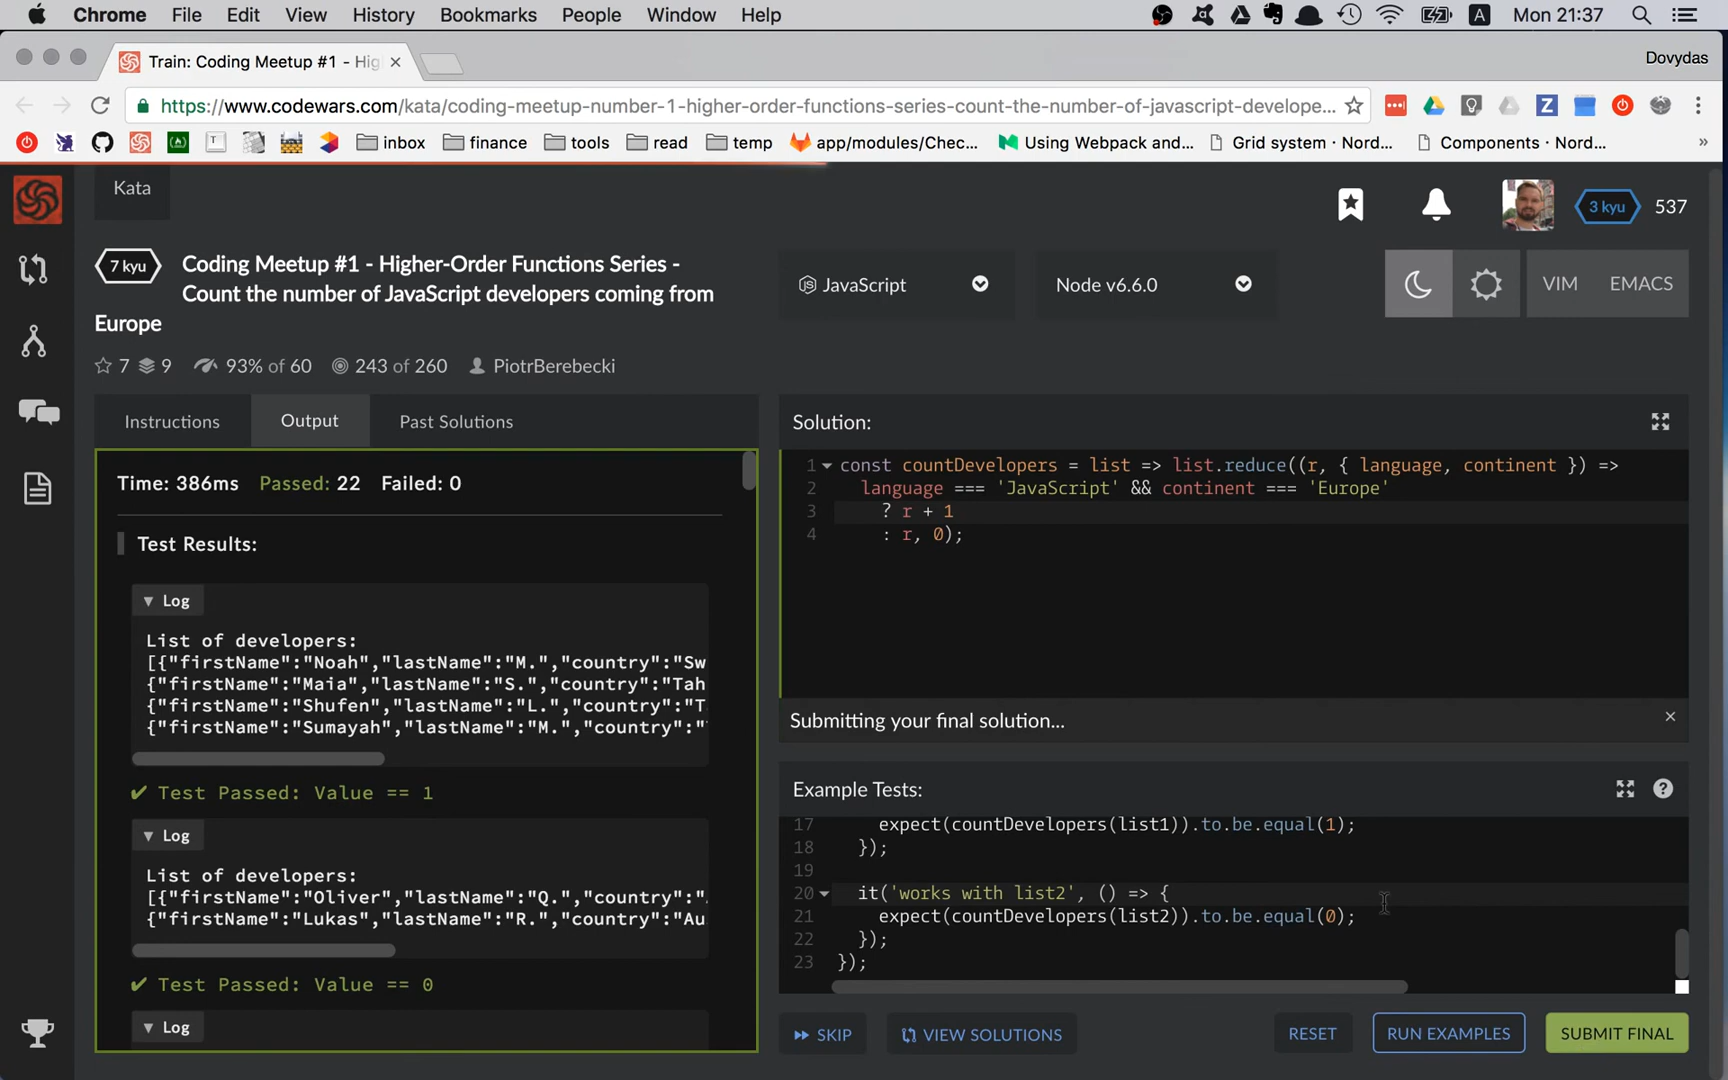 Chrome File Edit View History Bookmarks People Window Help A Mon 21:37
Train: Coding Meetup #1 - Hig × Dovydas
https://www.codewars.com/kata/coding-meetup-number-1-higher-order-functions-series-count-the-number-of-javascript-develope...
inbox finance tools read temp app/modules/Chec... Using Webpack and... Grid system · Nord... Components · Nord... »
Kata
3 kyu 537
7 kyu Coding Meetup #1 - Higher-Order Functions Series -
Count the number of JavaScript developers coming from
Europe
JavaScript Node v6.6.0 VIM EMACS
7 9 93% of 60 243 of 260 PiotrBerebecki
Instructions Output Past Solutions
Time: 386ms Passed: 22 Failed: 0
Test Results:
▼ Log
List of developers:
[{"firstName":"Noah","lastName":"M.","country":"Sw
{"firstName":"Maia","lastName":"S.","country":"Tah
{"firstName":"Shufen","lastName":"L.","country":"T
{"firstName":"Sumayah","lastName":"M.","country":"
✔ Test Passed: Value == 1
▼ Log
List of developers:
[{"firstName":"Oliver","lastName":"Q.","country":"
{"firstName":"Lukas","lastName":"R.","country":"Au
✔ Test Passed: Value == 0
▼ Log
Solution:
1 const countDevelopers = list => list.reduce((r, { language, continent }) =>
2 language === 'JavaScript' && continent === 'Europe'
3 ? r + 1
4 : r, 0);
Submitting your final solution... ×
Example Tests: ?
17 expect(countDevelopers(list1)).to.be.equal(1);
18 });
19
20 it('works with list2', () => {
21 expect(countDevelopers(list2)).to.be.equal(0);
22 });
23 });
SKIP VIEW SOLUTIONS RESET RUN EXAMPLES SUBMIT FINAL